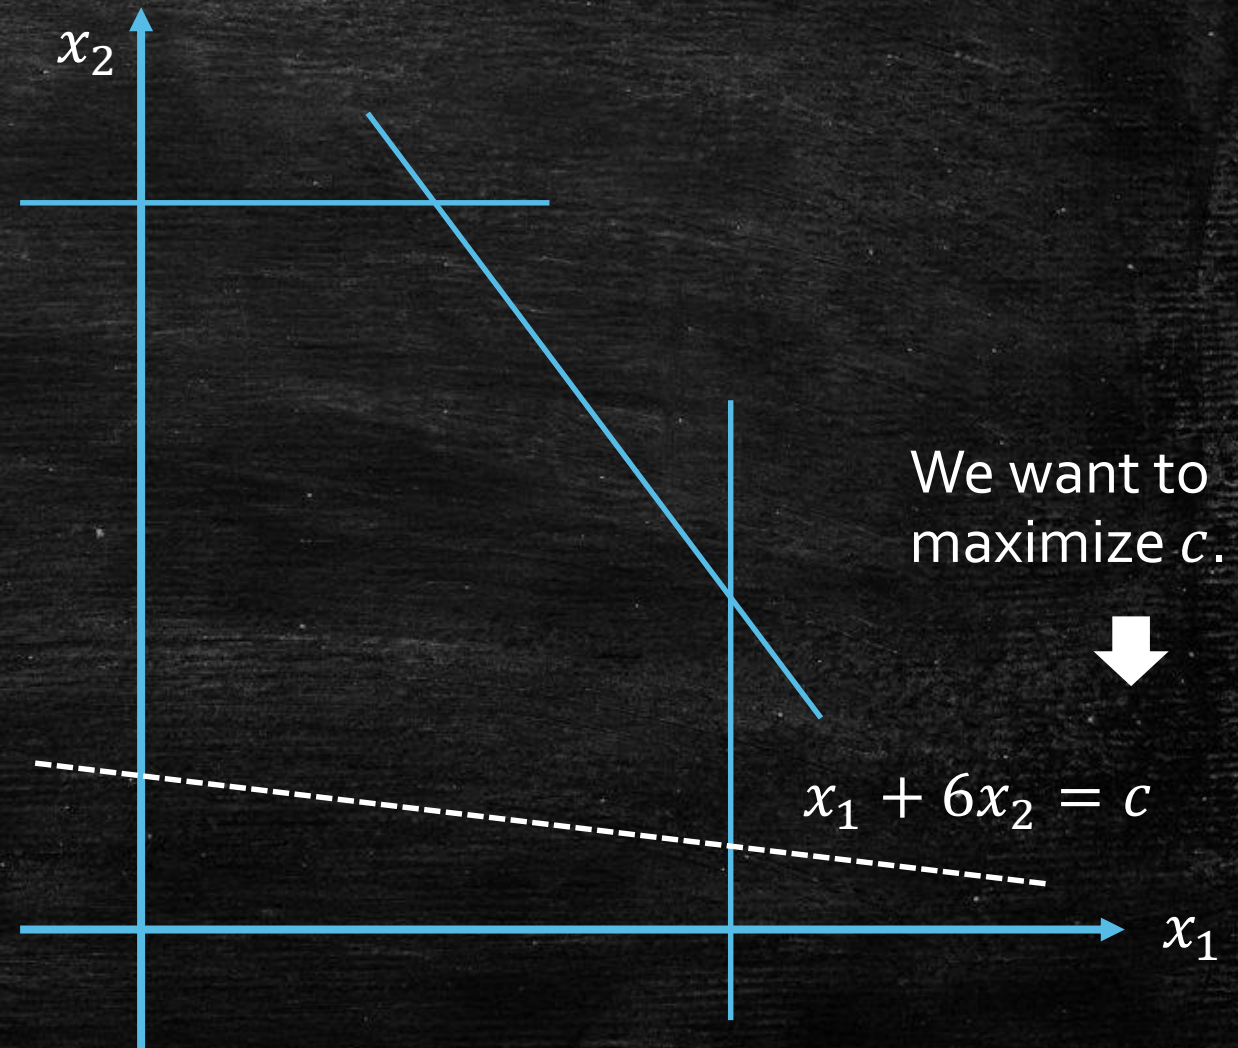 x₂
We want to
maximize c.
x₁ + 6x₂ = c
x₁